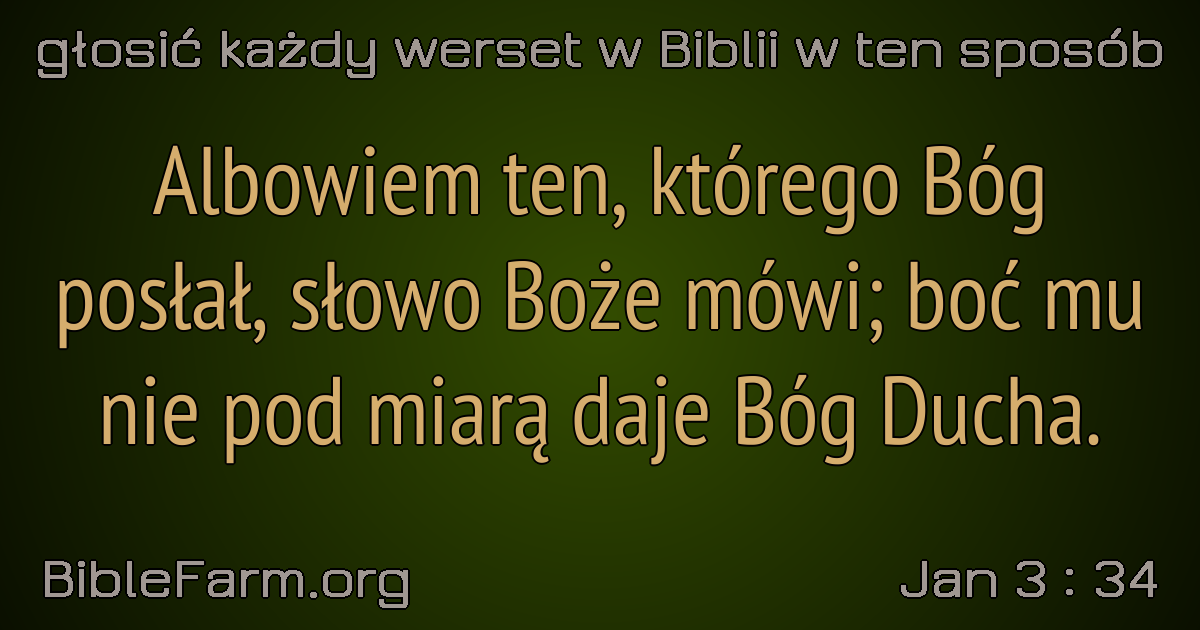 głosić każdy werset w Biblii w ten sposób
Albowiem ten, którego Bóg
posłał, słowo Boże mówi; boć mu
nie pod miarą daje Bóg Ducha.
BibleFarm.org
Jan 3 : 34